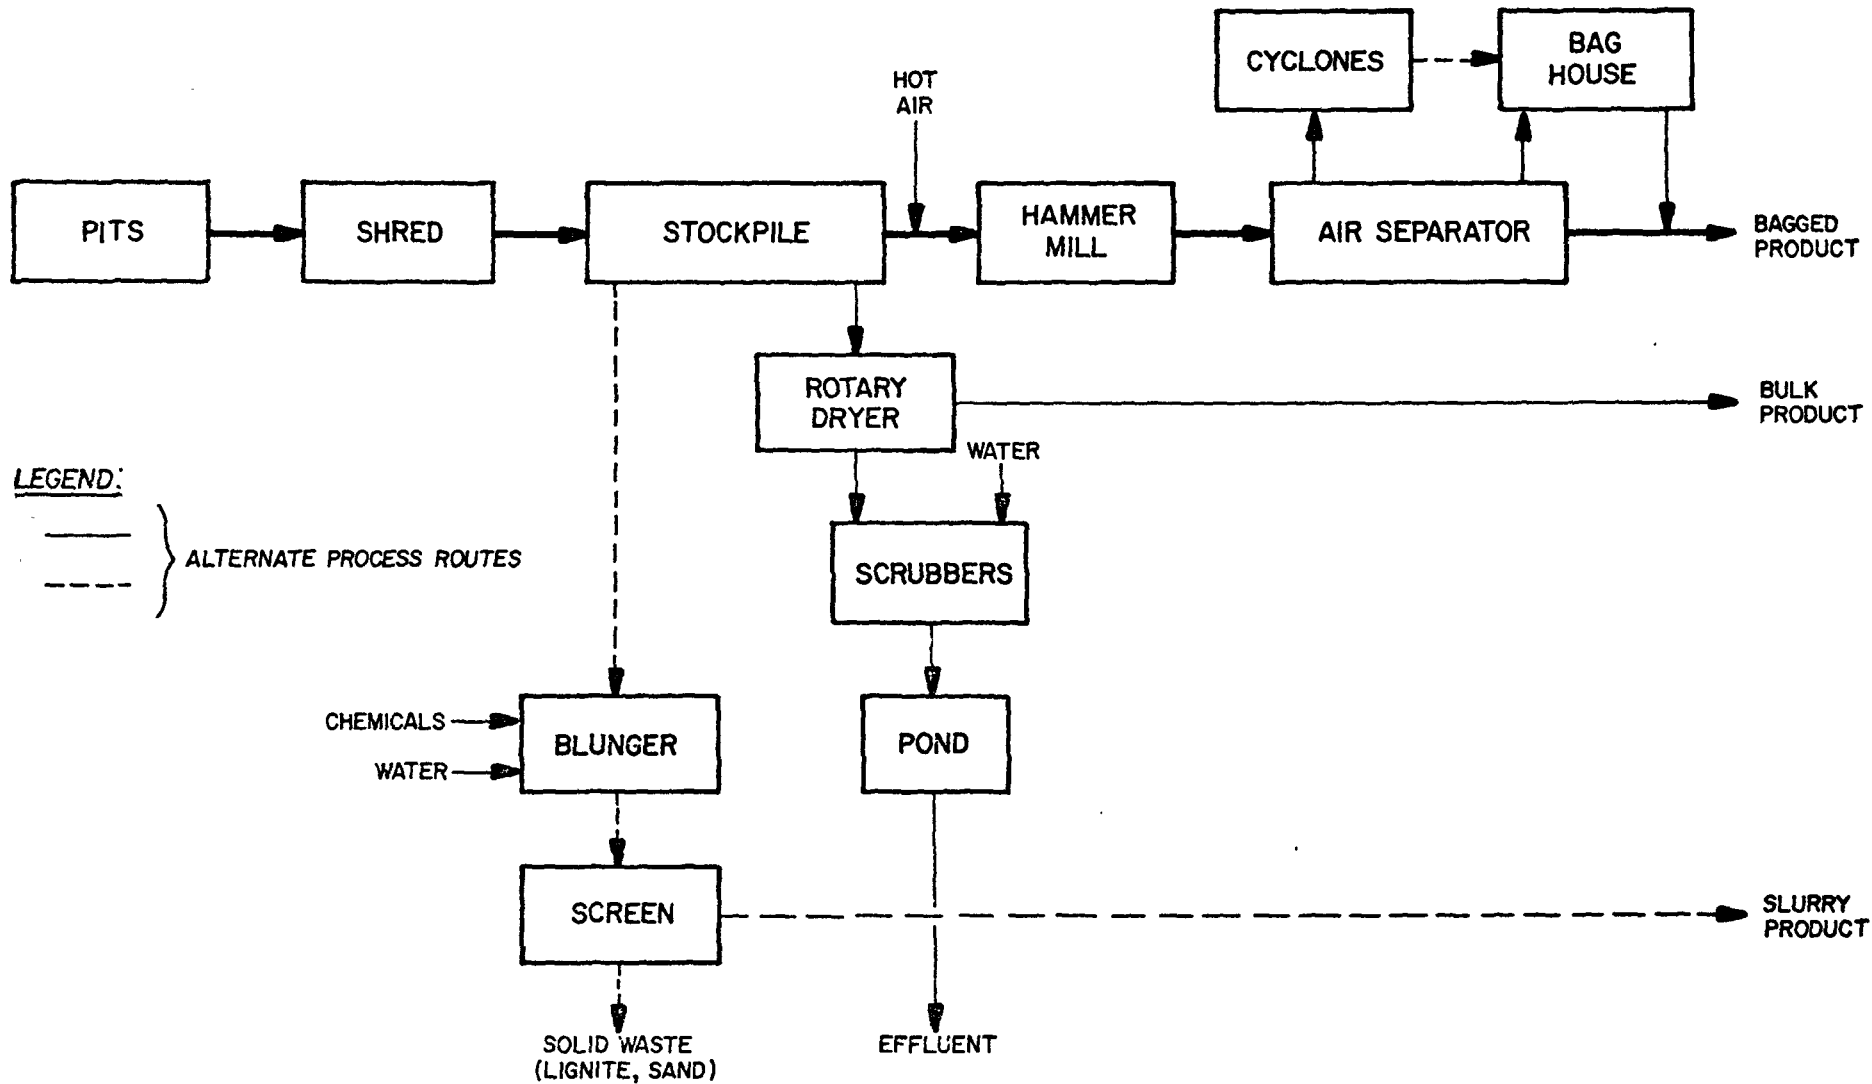 CYCLONES
BAG
HOUSE
HOT
AIR
PITS
SHRED
STOCKPILE
HAMMER
MILL
AIR SEPARATOR
BAGGED
PRODUCT
ROTARY
DRYER
BULK
PRODUCT
WATER
LEGEND:
ALTERNATE PROCESS ROUTES
SCRUBBERS
CHEMICALS
WATER
BLUNGER
POND
SCREEN
SLURRY
PRODUCT
SOLID WASTE
(LIGNITE, SAND)
EFFLUENT